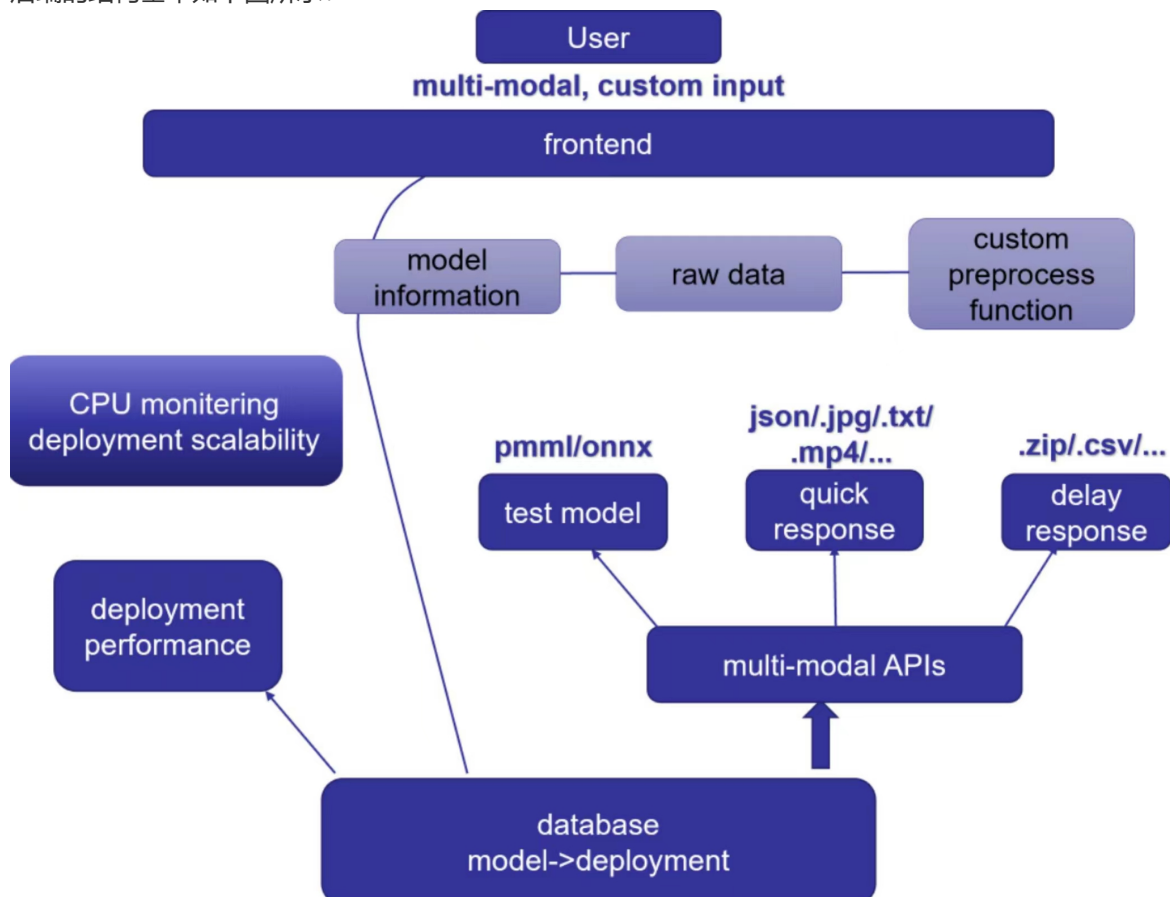 User
multi-modal, custom input
frontend
model
information
raw data
custom
preprocess
function
CPU monitering
deployment scalability
pmml/onnx
json/.jpg/.txt/
.mp4/...
.zip/.csv/...
test model
quick
response
delay
response
deployment
performance
multi-modal APIs
database
model->deployment